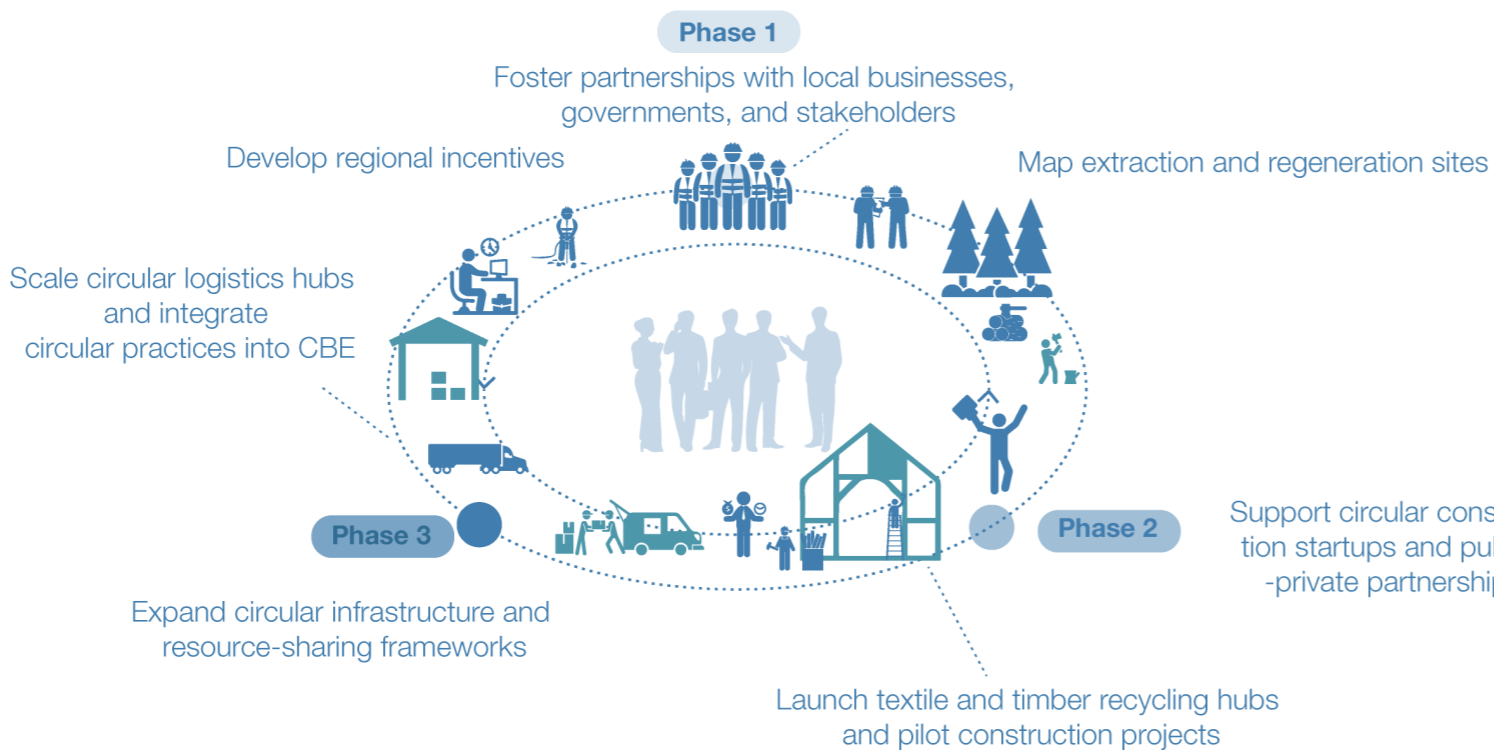 Phase 1
Foster partnerships with local businesses,
governments, and stakeholders
Develop regional incentives
Map extraction and regeneration sites
Scale circular logistics hubs
and integrate
circular practices into CBE
Phase 3
Phase 2
Support circular cons
tion startups and pu
-private partnershi
Expand circular infrastructure and
resource-sharing frameworks
Launch textile and timber recycling hubs
and pilot construction projects